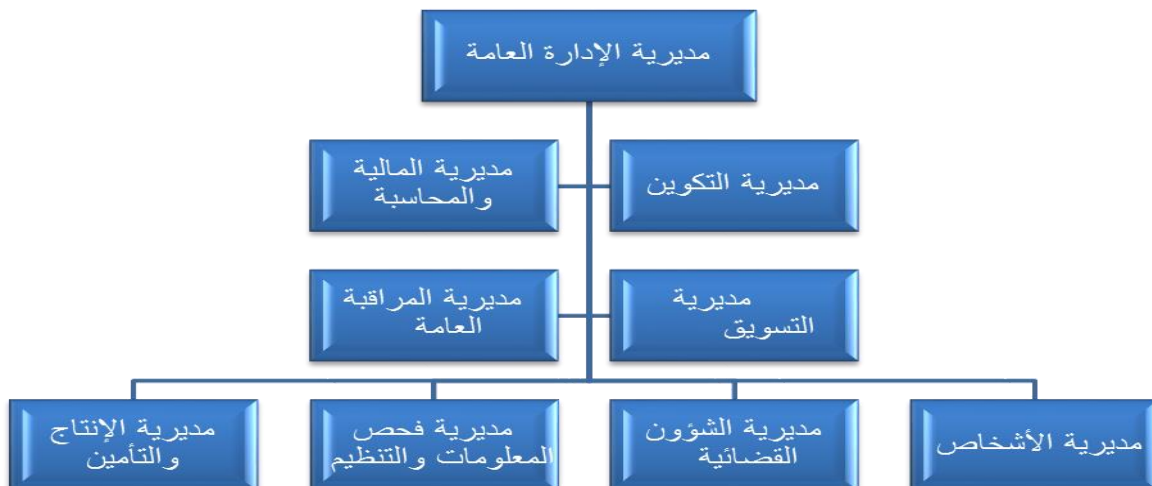 مديرية الإدارة العامة
مديرية التكوين
مديرية المالية
والمحاسبة
مديرية
التسويق
مديرية المراقبة
العامة
مديرية الأشخاص
مديرية الشؤون
القضائية
مديرية فحص
المعلومات والتنظيم
مديرية الإنتاج
والتأمين